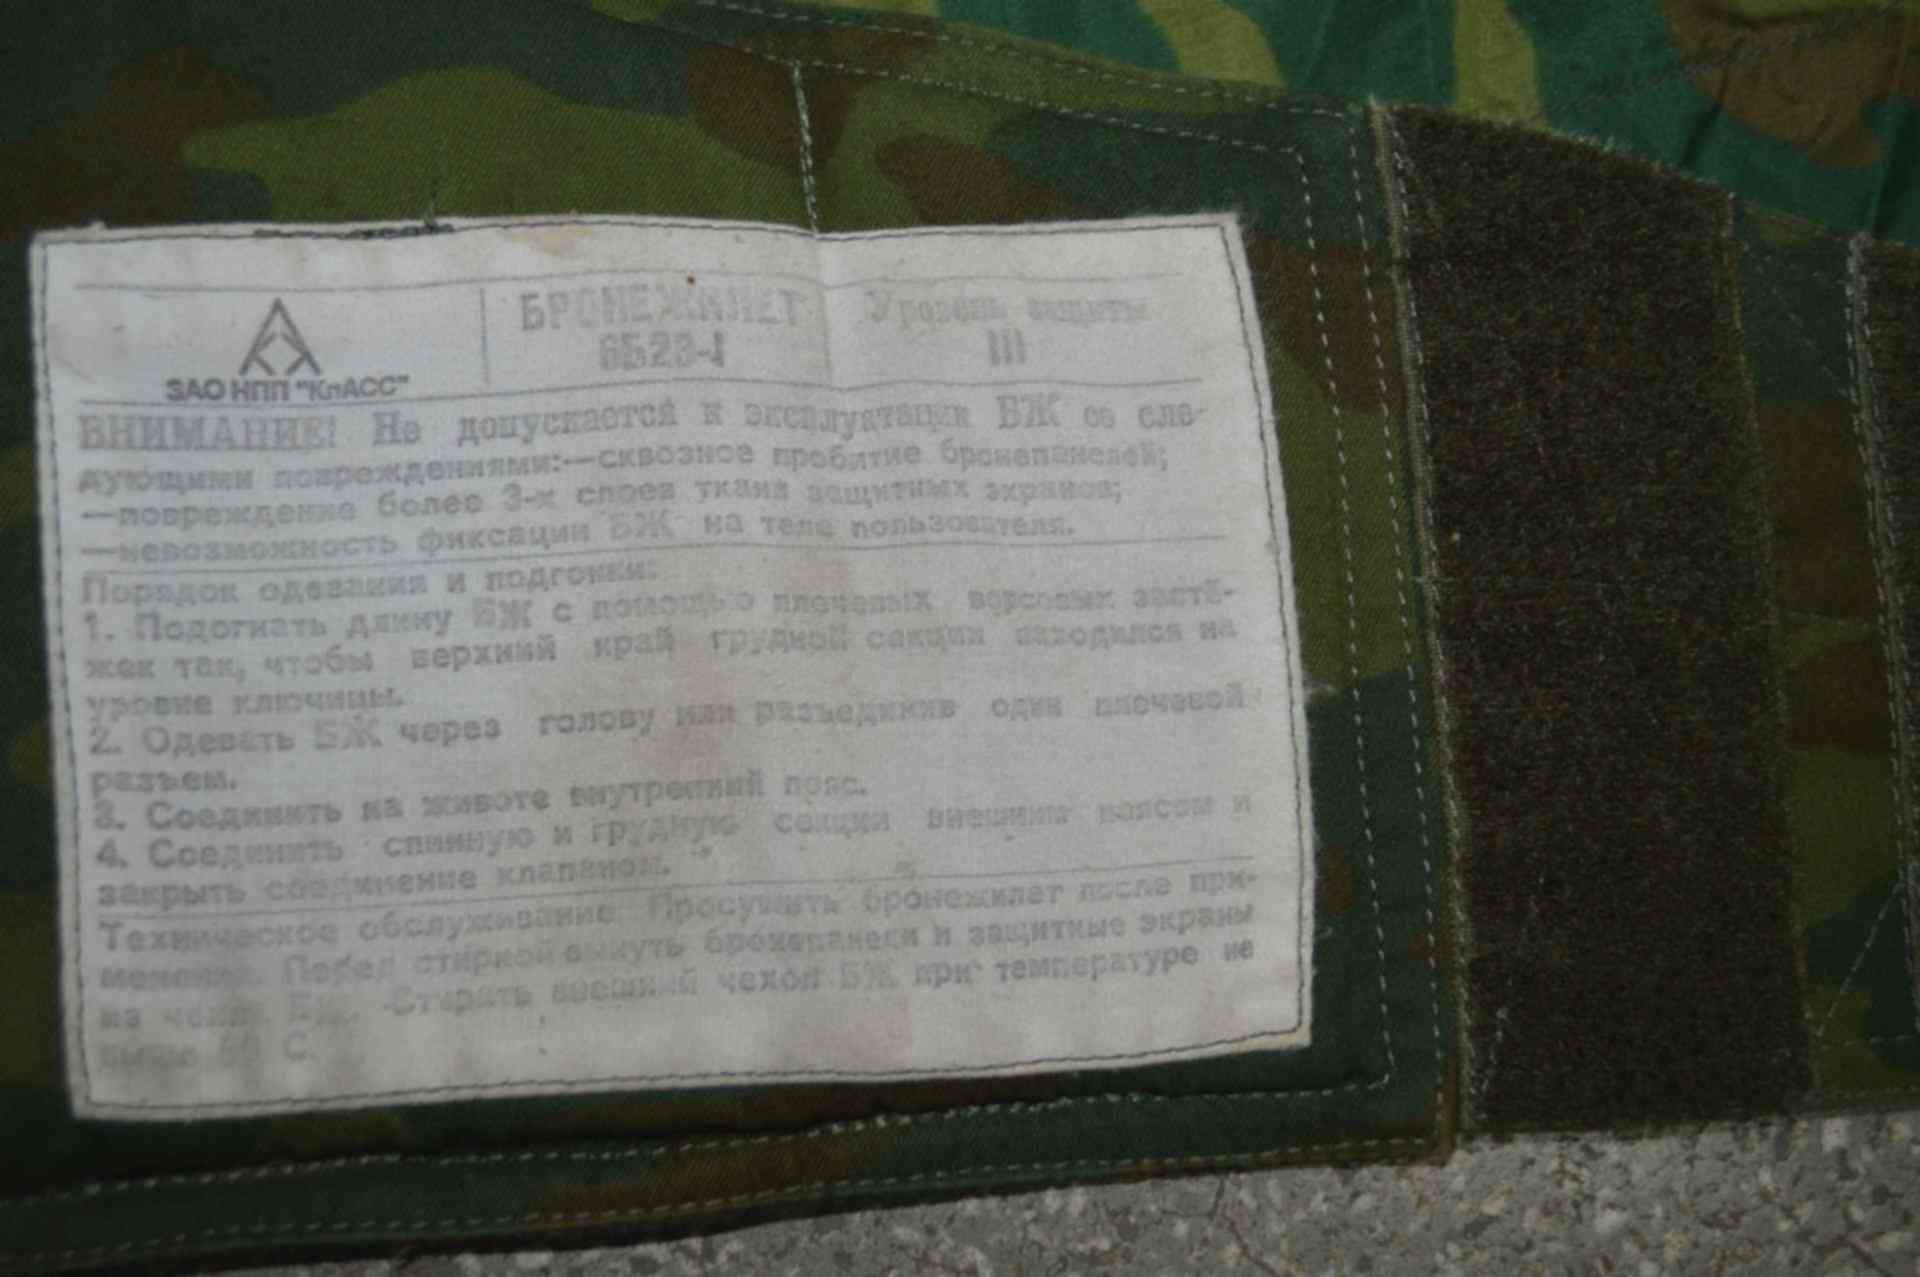 ЗАО НПП "КлАСС"
БРОНЕЖИЛЕТ
6Б23-1
Уровень защиты
III
ВНИМАНИЕ! Не допускается к эксплуатации БЖ со сле-
дующими повреждениями:—сквозное пробитие бронепанелей;
—повреждение более 3-х слоев ткани защитных экранов;
—невозможность фиксации БЖ на теле пользователя.
Порядок одевания и подгонки:
1. Подогнать длину БЖ с помощью плечевых ворсовых застё-
жек так, чтобы верхний край грудной секции находился на
уровне ключицы.
2. Одевать БЖ через голову или разъединив один плечевой
разъем.
3. Соединить на животе внутренний пояс.
4. Соединить спинную и грудную секции внешним поясом и
закрыть соединение клапаном.
Техническое обслуживание: Просушить бронежилет после при-
менения. Перед стиркой вынуть бронепанели и защитные экраны
из чехла БЖ. Стирать внешний чехол БЖ при температуре не
выше С.